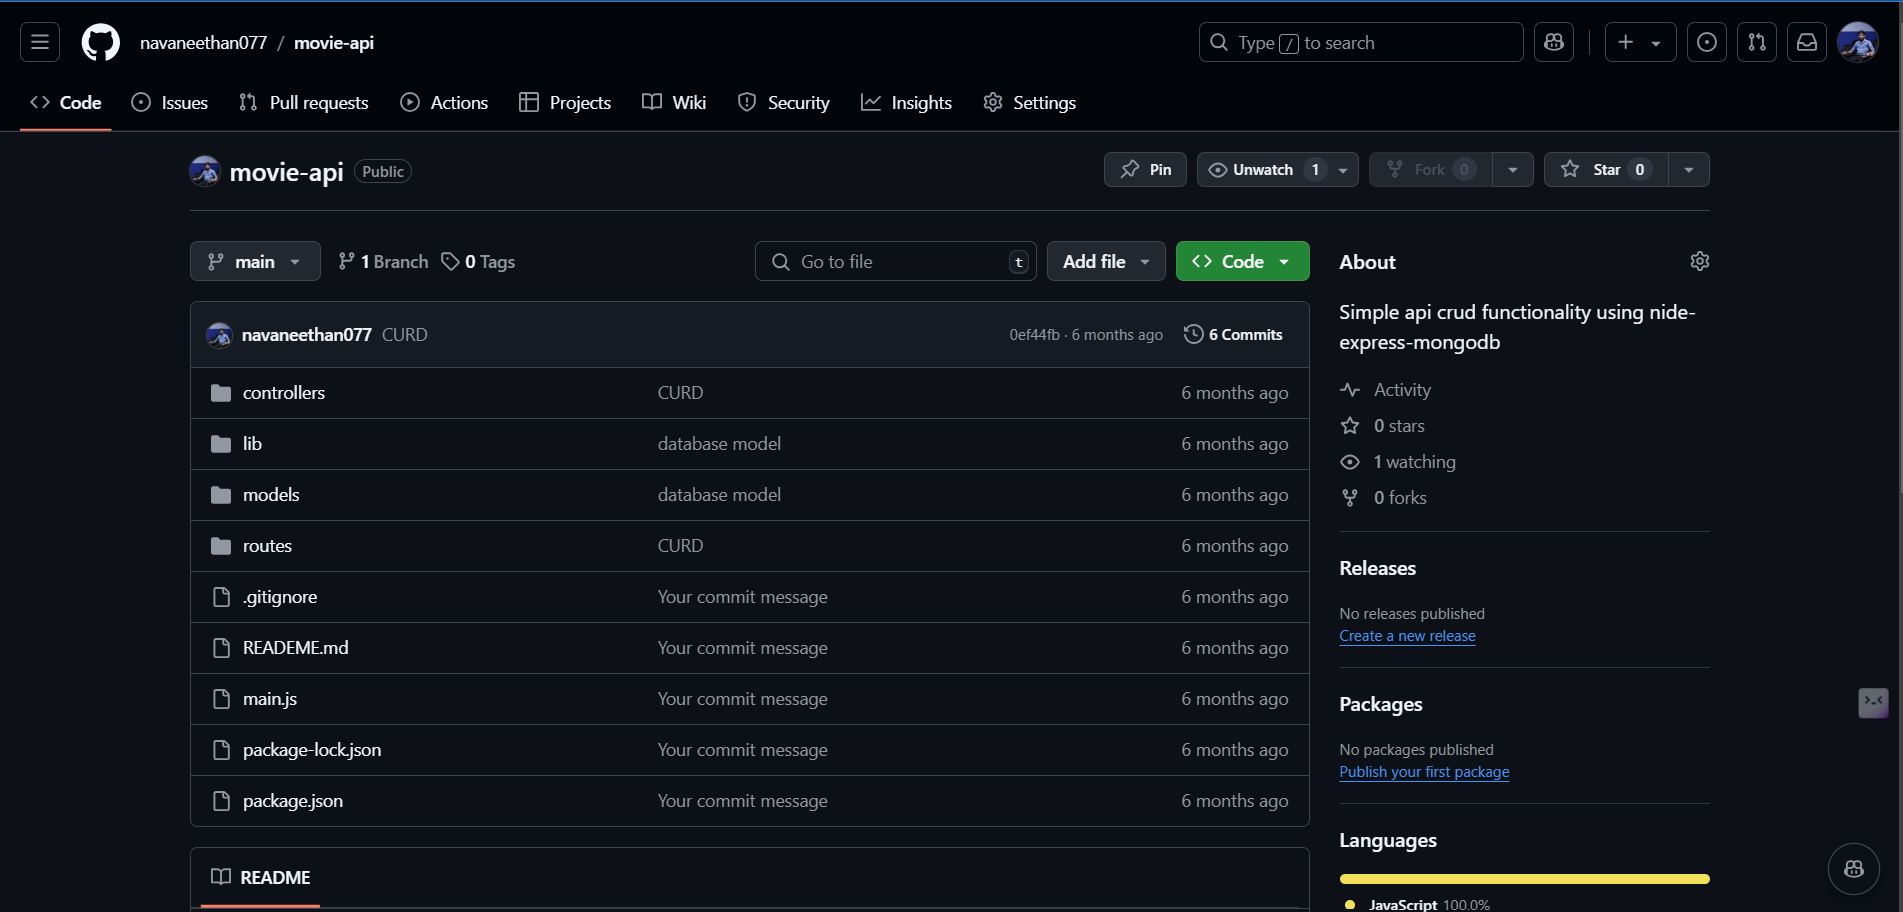 navaneethan077 / movie-api
Type / to search
Code Issues Pull requests Actions Projects Wiki Security Insights Settings
movie-api Public
Pin Unwatch 1 Fork 0 Star 0
main 1 Branch 0 Tags
Go to file t Add file Code
navaneethan077 CURD 0ef44fb · 6 months ago 6 Commits
controllers CURD 6 months ago
lib database model 6 months ago
models database model 6 months ago
routes CURD 6 months ago
.gitignore Your commit message 6 months ago
READEME.md Your commit message 6 months ago
main.js Your commit message 6 months ago
package-lock.json Your commit message 6 months ago
package.json Your commit message 6 months ago
README
About
Simple api crud functionality using nide-
express-mongodb
Activity
0 stars
1 watching
0 forks
Releases
No releases published
Create a new release
Packages
No packages published
Publish your first package
Languages
JavaScript 100.0%